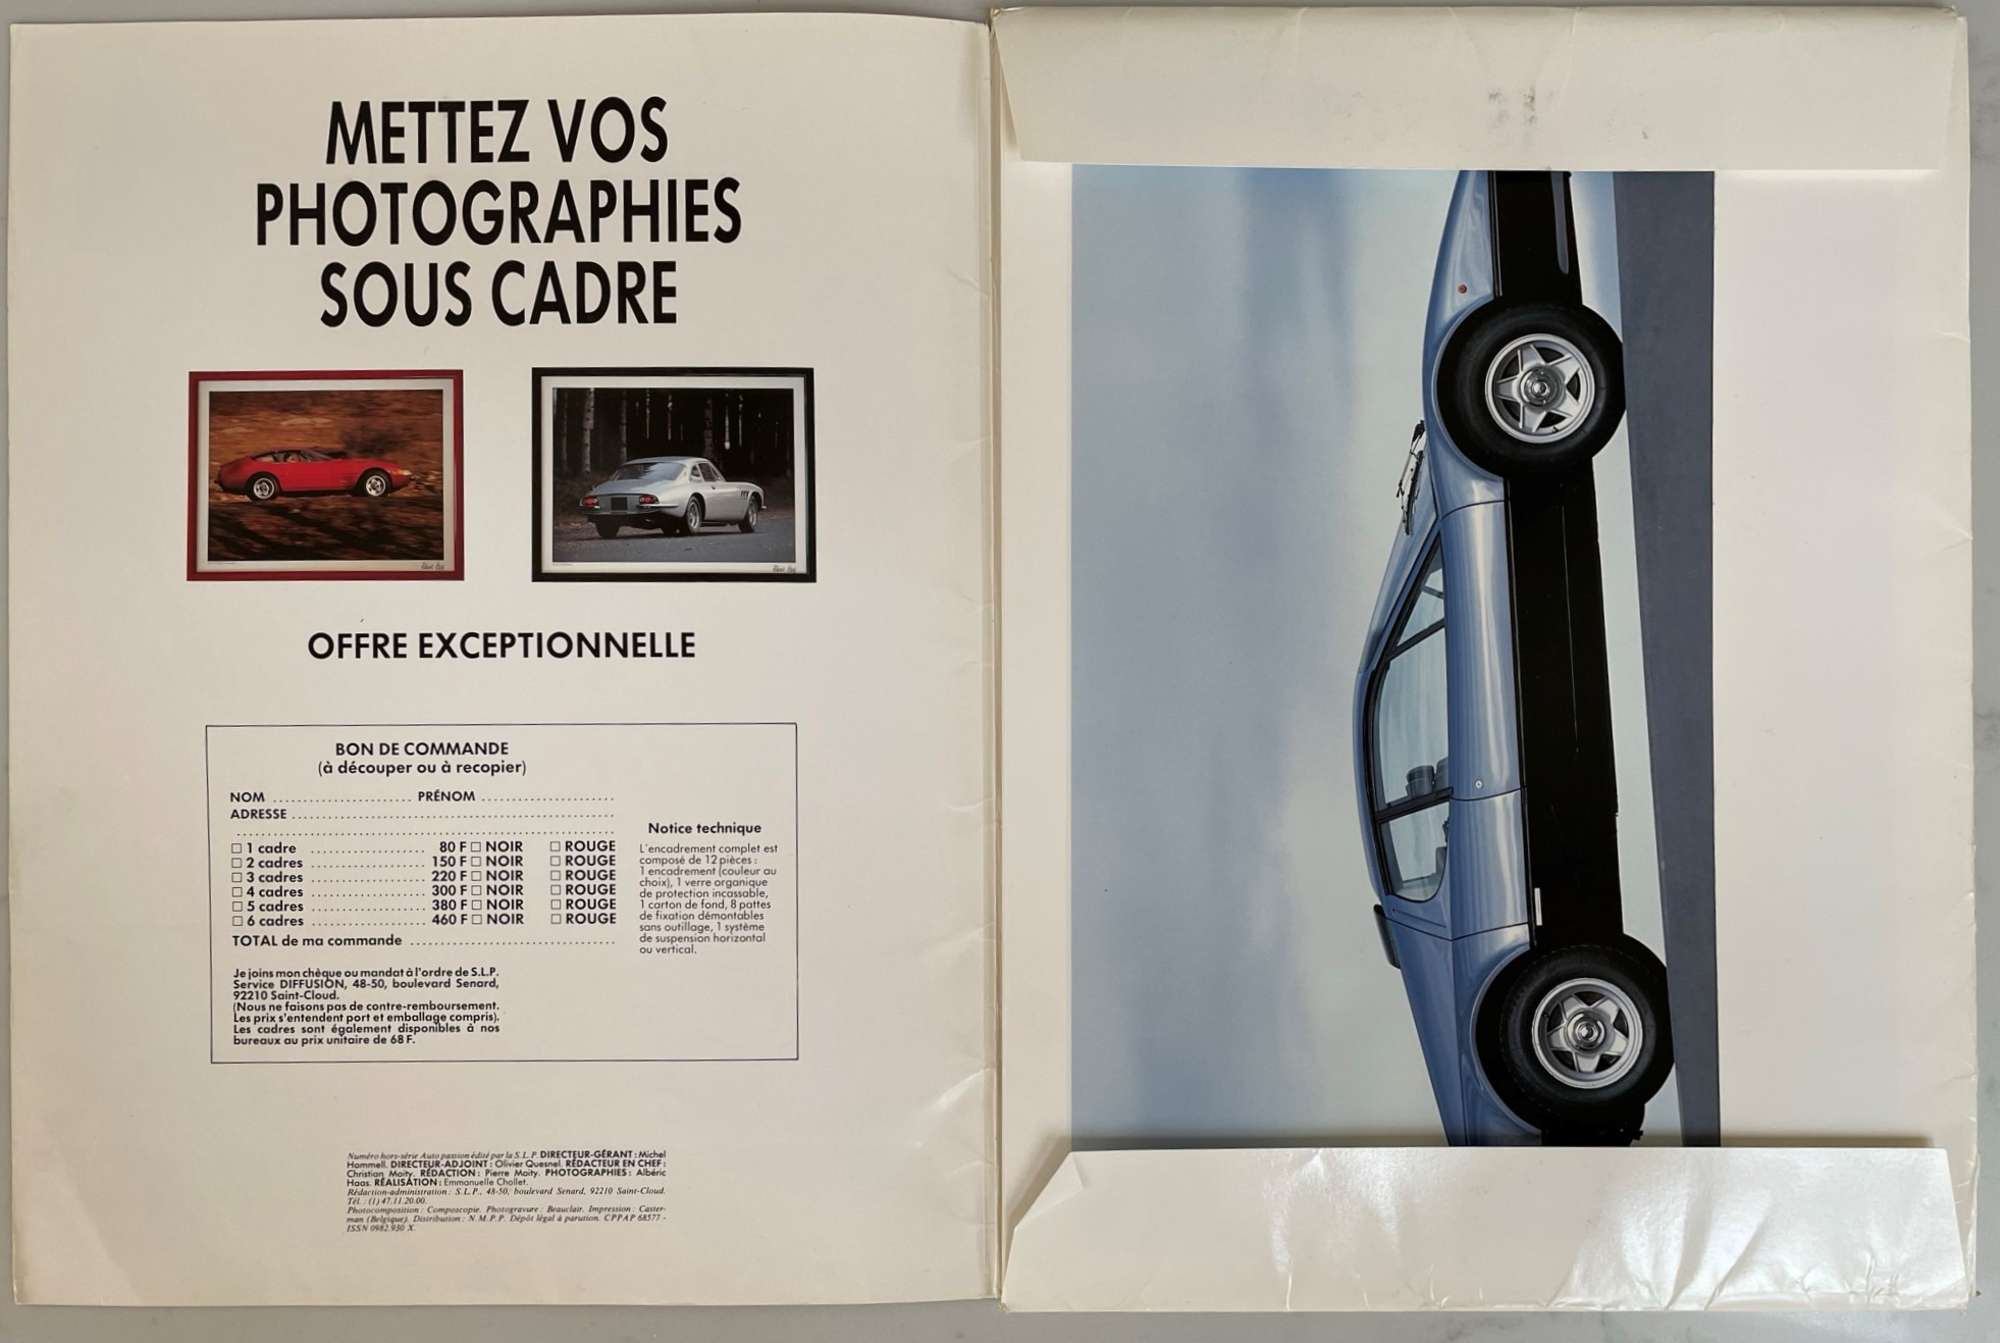 METTEZ VOS
PHOTOGRAPHIES
SOUS CADRE
OFFRE EXCEPTIONNELLE
BON DE COMMANDE
(à découper ou à recopier)
NOM ........................ PRÉNOM ........................
ADRESSE ........................................................
................................................................
□ 1 cadre .................... 80 F □ NOIR □ ROUGE
□ 2 cadres .................... 150 F □ NOIR □ ROUGE
□ 3 cadres .................... 220 F □ NOIR □ ROUGE
□ 4 cadres .................... 300 F □ NOIR □ ROUGE
□ 5 cadres .................... 380 F □ NOIR □ ROUGE
□ 6 cadres .................... 460 F □ NOIR □ ROUGE
TOTAL de ma commande ....................................
Je joins mon chèque ou mandat à l'ordre de S.L.P.
Service DIFFUSION, 48-50, boulevard Senard,
92210 Saint-Cloud.
(Nous ne faisons pas de contre-remboursement.
Les prix s'entendent port et emballage compris).
Les cadres sont également disponibles à nos
bureaux au prix unitaire de 68 F.
Notice technique
L'encadrement complet est
composé de 12 pièces :
1 encadrement (couleur au
choix), 1 verre organique
de protection incassable,
1 carton de fond, 8 pattes
de fixation démontables
sans outillage, 1 système
de suspension horizontal
ou vertical.
Numéro hors-série Auto passion édité par la S.L.P. DIRECTEUR-GÉRANT : Michel
Hommell. DIRECTEUR-ADJOINT : Olivier Quesnel. RÉDACTEUR EN CHEF :
Christian Moity. RÉDACTION : Pierre Moity. PHOTOGRAPHIES : Albéric
Haas. RÉALISATION : Emmanuelle Chollet.
Rédaction-administration : S.L.P., 48-50, boulevard Senard, 92210 Saint-Cloud.
Tél. : (1) 47.11.20.00.
Photocomposition : Composcopie. Photogravure : Beauclair. Impression : Caster-
man (Belgique). Distribution : N.M.P.P. Dépôt légal à parution. CPPAP 68577 -
ISSN 0982.930 X.